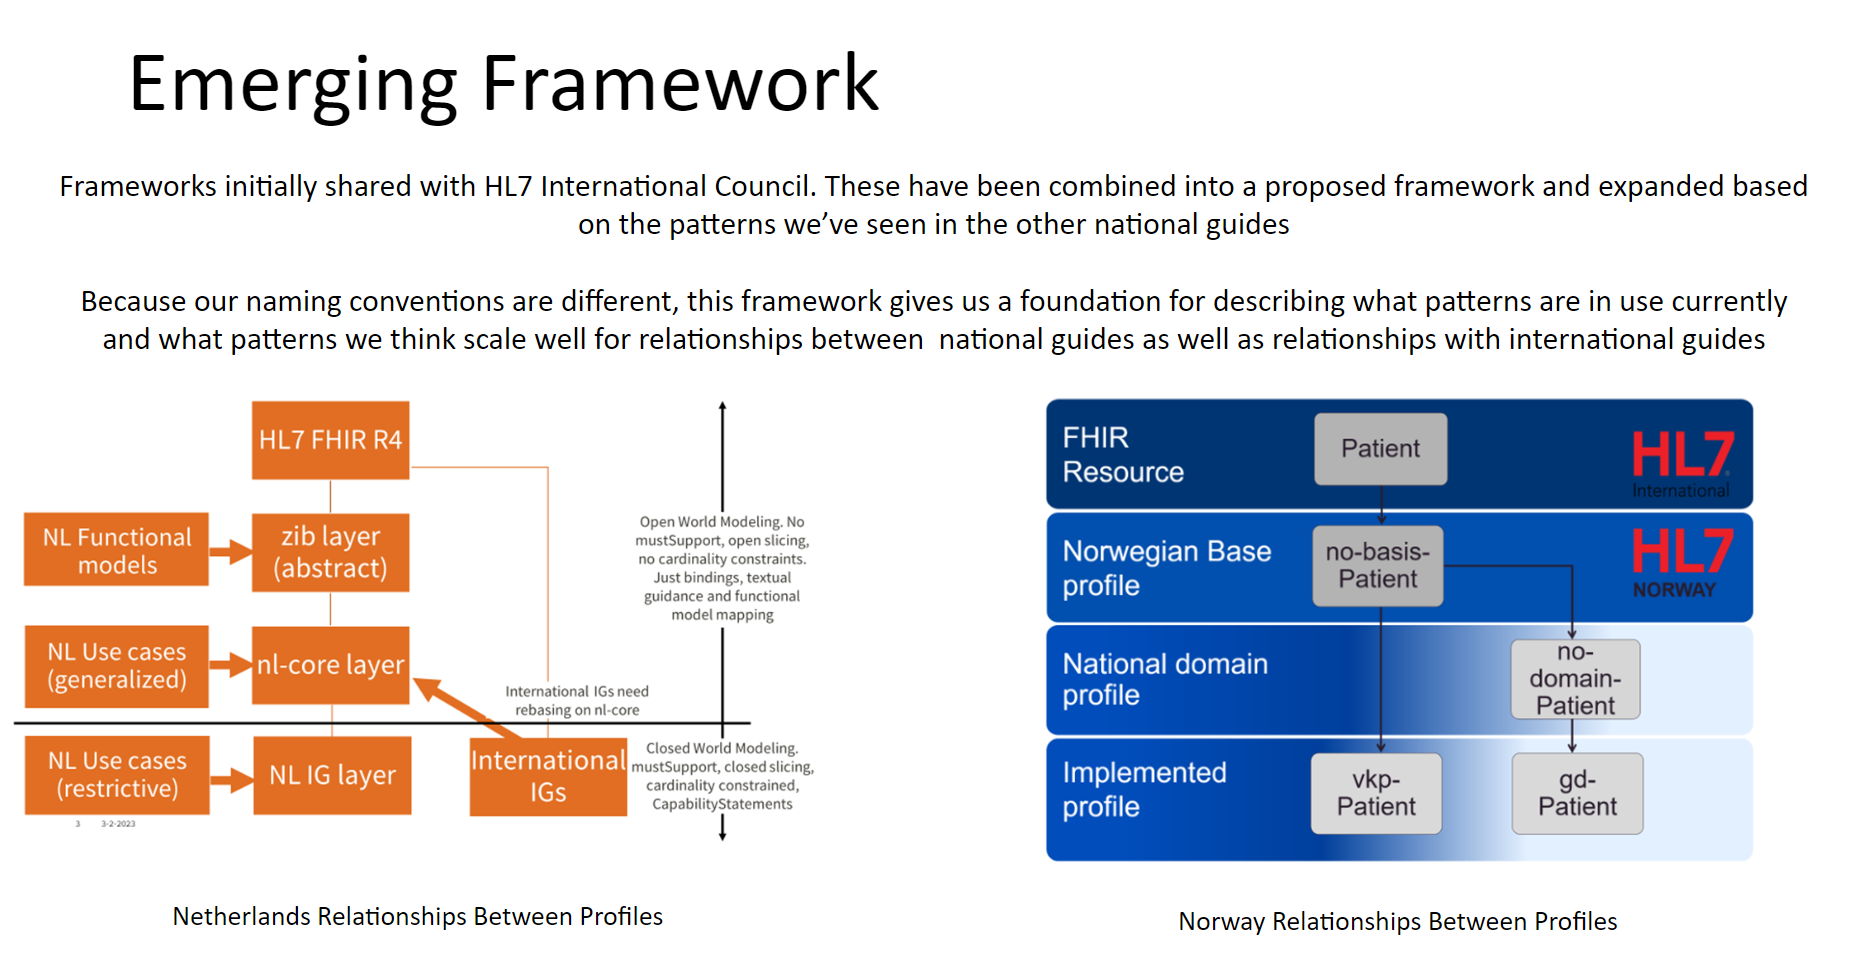 Emerging Framework
Frameworks initially shared with HL7 International Council. These have been combined into a proposed framework and expanded based
on the patterns we’ve seen in the other national guides
Because our naming conventions are different, this framework gives us a foundation for describing what patterns are in use currently
and what patterns we think scale well for relationships between  national guides as well as relationships with international guides
HL7 FHIR R4
NL Functional
models
zib layer
(abstract)
NL Use cases
(generalized)
nl-core layer
International IGs need
rebasing on nl-core
NL Use cases
(restrictive)
NL IG layer
International
IGs
Open World Modeling. No
mustSupport, open slicing,
no cardinality constraints.
Just bindings, textual
guidance and functional
model mapping
Closed World Modeling.
mustSupport, closed slicing,
cardinality constrained,
CapabilityStatements
3 3-2-2023
Netherlands Relationships Between Profiles
FHIR
Resource
Patient
HL7
International
Norwegian Base
profile
no-basis-
Patient
HL7
NORWAY
National domain
profile
no-
domain-
Patient
Implemented
profile
vkp-
Patient
gd-
Patient
Norway Relationships Between Profiles